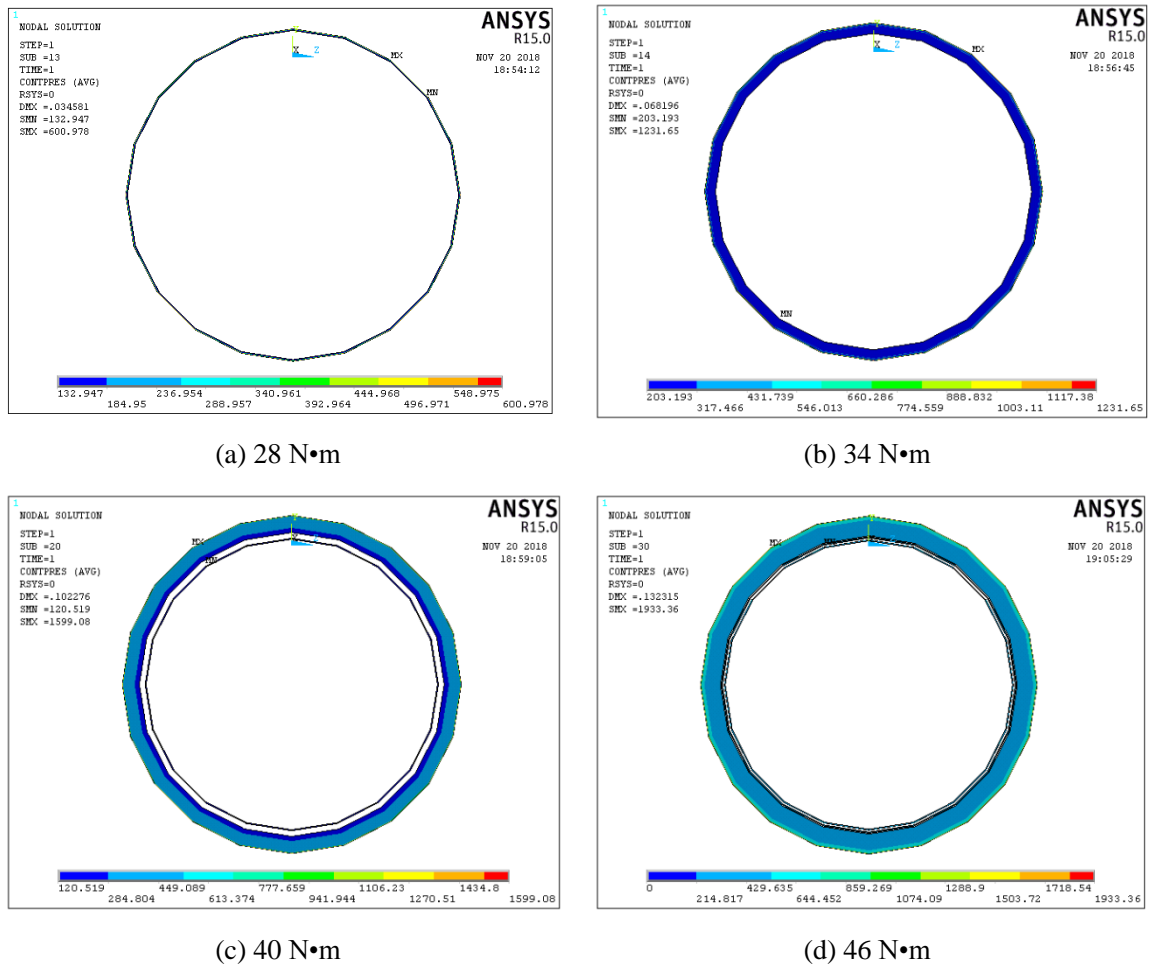 1
NODAL SOLUTION
STEP=1
SUB =13
TIME=1
CONTPRES (AVG)
RSYS=0
DMX =.034581
SMN =132.947
SMX =600.978
ANSYS
R15.0
NOV 20 2018
18:54:12
Y
X
Z
MX
MN
132.947
184.95
236.954
288.957
340.961
392.964
444.968
496.971
548.975
600.978
(a) 28 N•m
1
NODAL SOLUTION
STEP=1
SUB =14
TIME=1
CONTPRES (AVG)
RSYS=0
DMX =.068196
SMN =203.193
SMX =1231.65
ANSYS
R15.0
NOV 20 2018
18:56:45
Y
X
Z
MX
MN
203.193
317.466
431.739
546.013
660.286
774.559
888.832
1003.11
1117.38
1231.65
(b) 34 N•m
1
NODAL SOLUTION
STEP=1
SUB =20
TIME=1
CONTPRES (AVG)
RSYS=0
DMX =.102276
SMN =120.519
SMX =1599.08
ANSYS
R15.0
NOV 20 2018
18:59:05
Y
MX
X
Z
MN
120.519
284.804
449.089
613.374
777.659
941.944
1106.23
1270.51
1434.8
1599.08
(c) 40 N•m
1
NODAL SOLUTION
STEP=1
SUB =30
TIME=1
CONTPRES (AVG)
RSYS=0
DMX =.132315
SMX =1933.36
ANSYS
R15.0
NOV 20 2018
19:05:29
Y
MX
MN
Z
0
214.817
429.635
644.452
859.269
1074.09
1288.9
1503.72
1718.54
1933.36
(d) 46 N•m